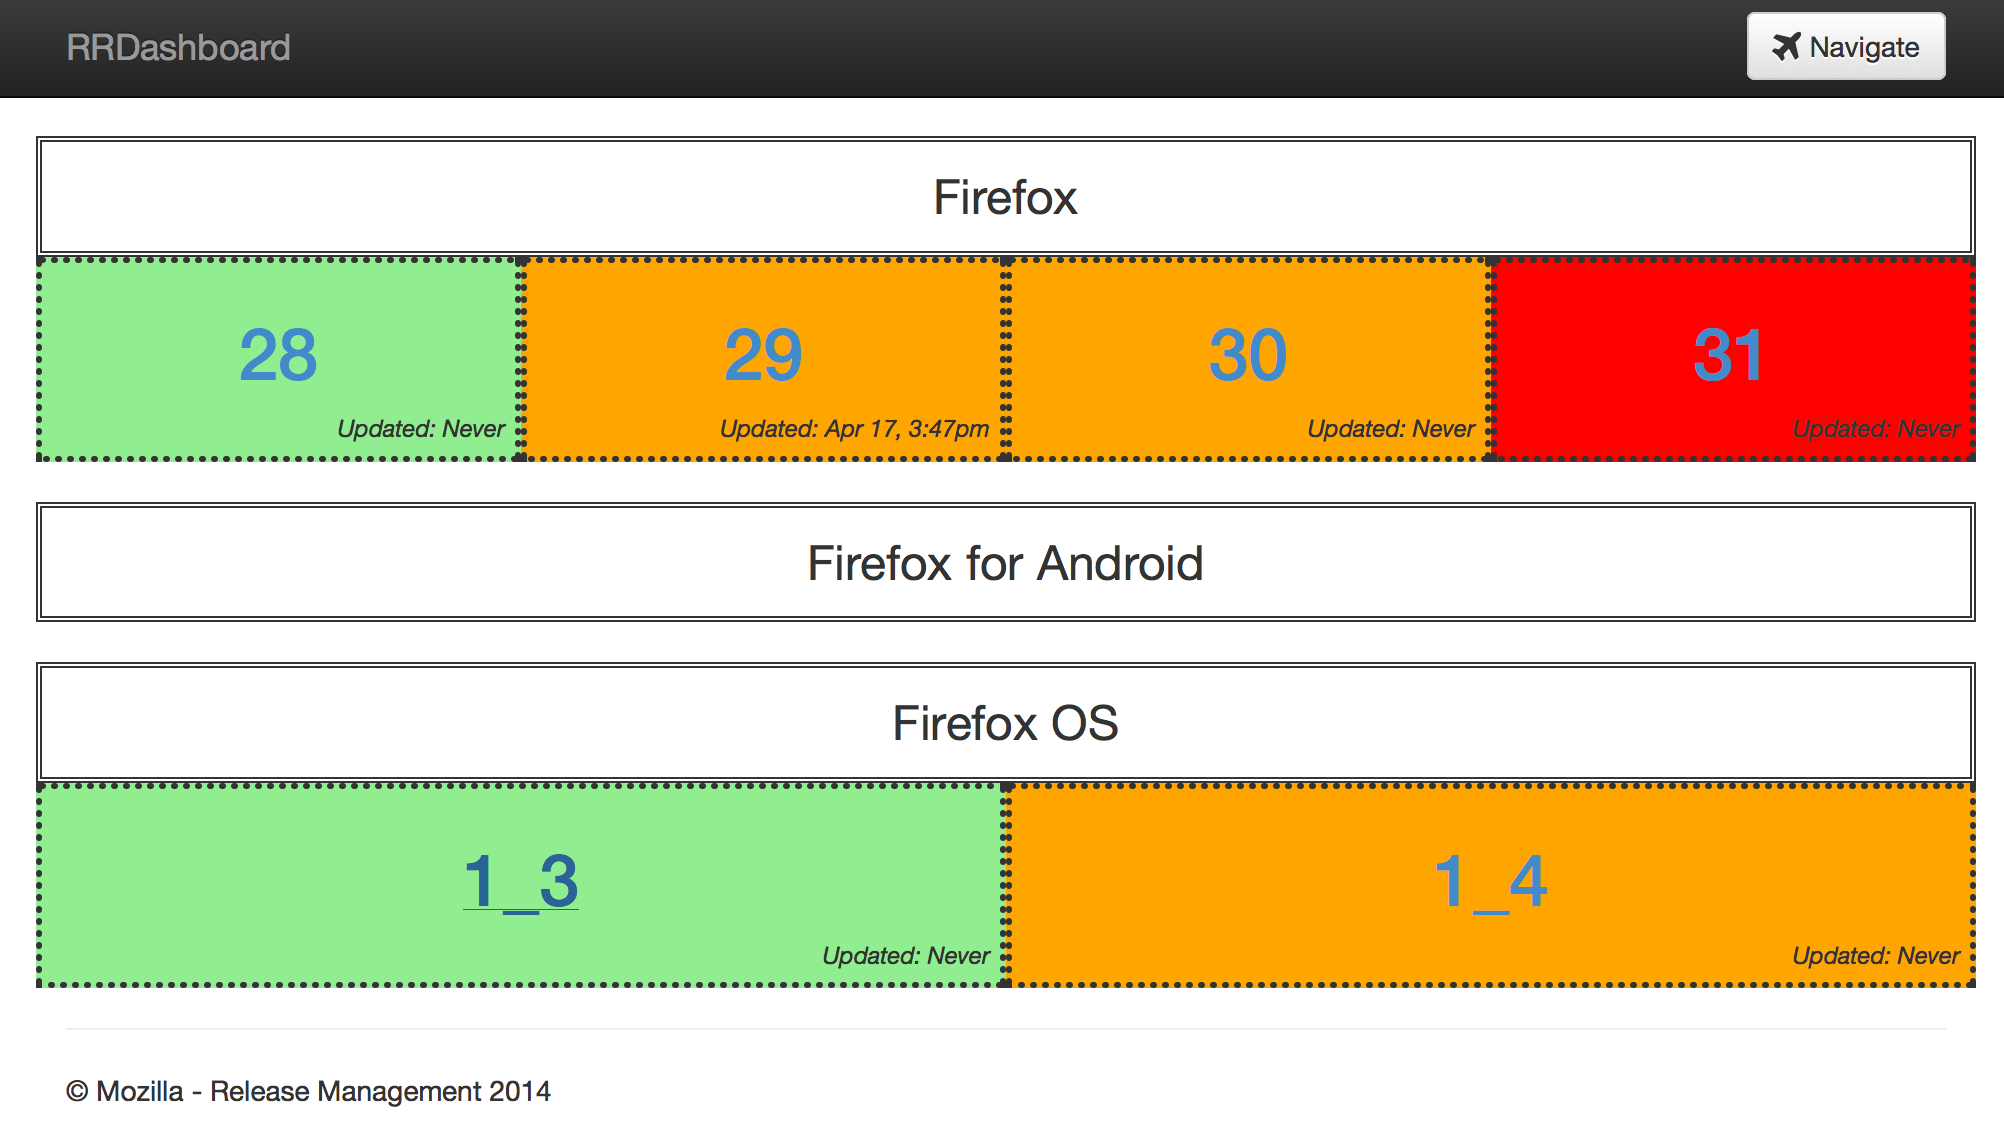 RRDashboard
Navigate
Firefox
28
Updated: Never
29
Updated: Apr 17, 3:47pm
30
Updated: Never
31
Updated: Never
Firefox for Android
Firefox OS
1_3
Updated: Never
1_4
Updated: Never
© Mozilla - Release Management 2014